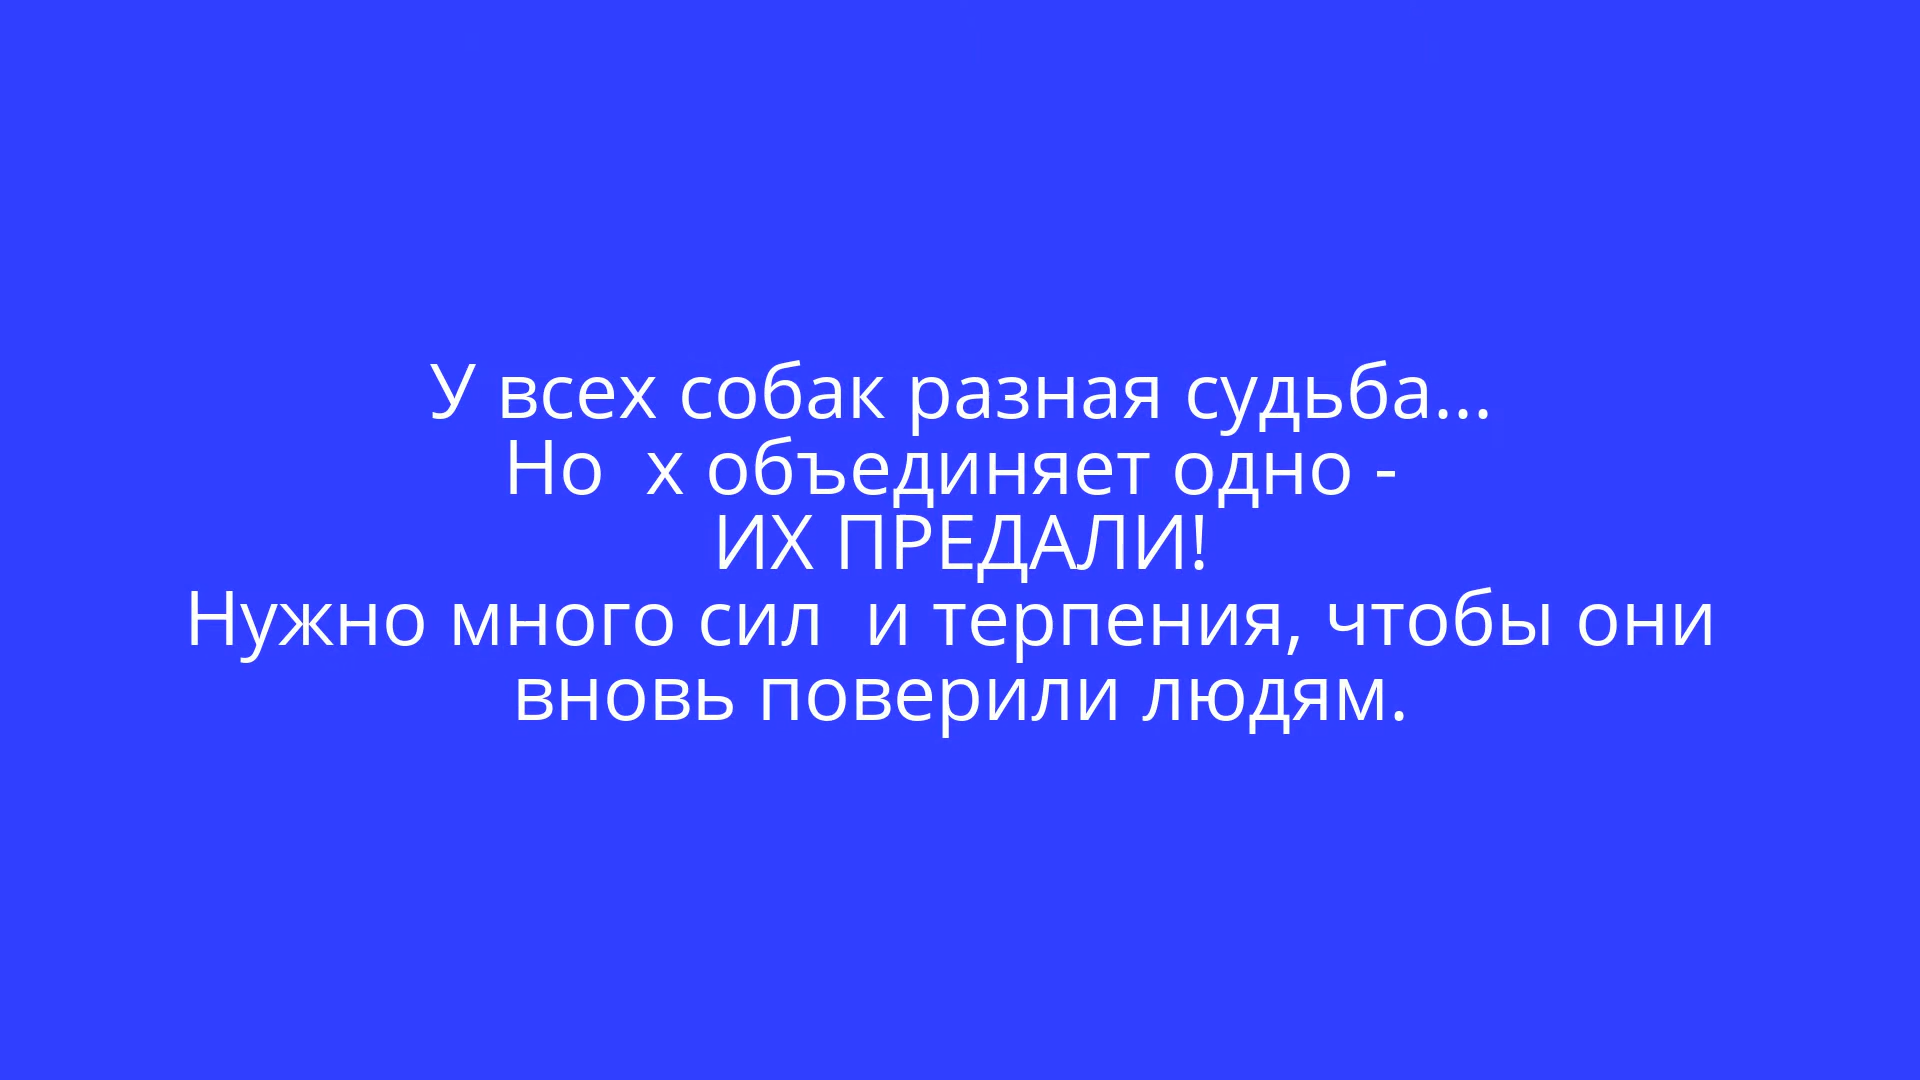 У всех собак разная судьба...
Но  х объединяет одно -
ИХ ПРЕДАЛИ!
Нужно много сил  и терпения, чтобы они
вновь поверили людям.